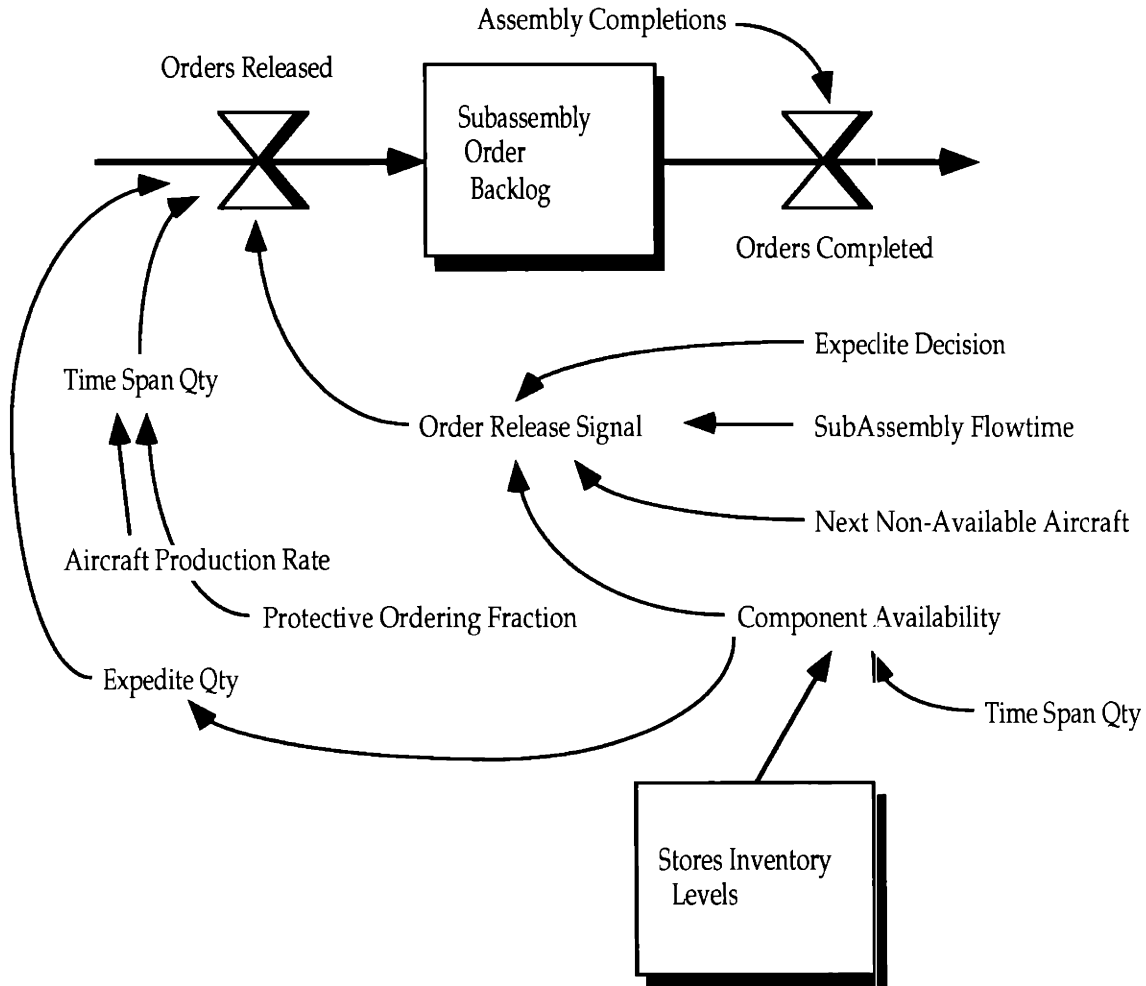 Assembly Completions
Orders Released
Subassembly
Order
Backlog
Orders Completed
Expedite Decision
Time Span Qty
Order Release Signal
SubAssembly Flowtime
Next Non-Available Aircraft
Aircraft Production Rate
Protective Ordering Fraction
Component Availability
Expedite Qty
Time Span Qty
Stores Inventory
Levels